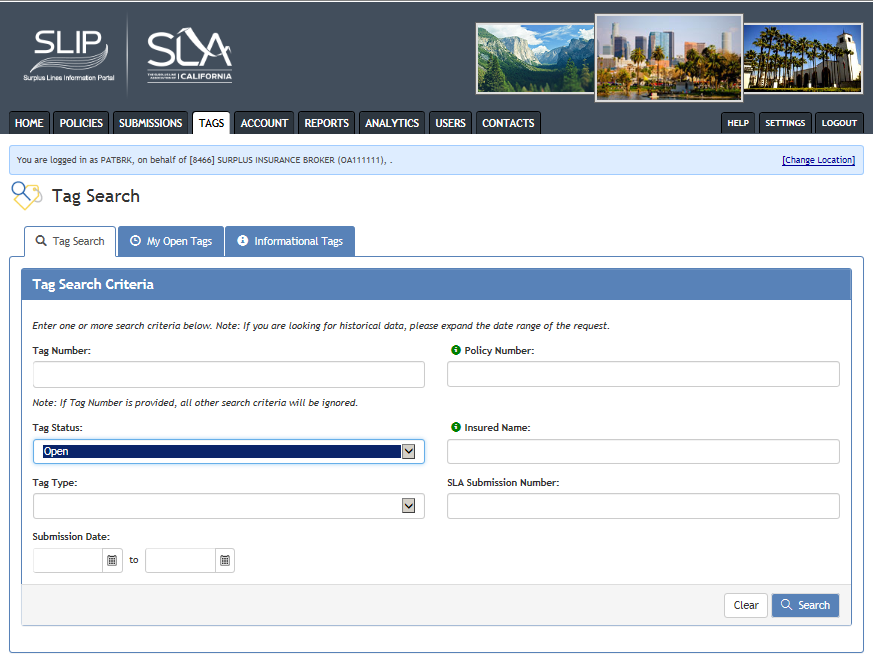 SLIP
Surplus Lines Information Portal
SLA
THE SURPLUS LINE
ASSOCIATION OF CALIFORNIA
HOME POLICIES SUBMISSIONS TAGS ACCOUNT REPORTS ANALYTICS USERS CONTACTS HELP SETTINGS LOGOUT
You are logged in as PATBRK, on behalf of [8466] SURPLUS INSURANCE BROKER (OA111111), . [Change Location]
Tag Search
Tag Search My Open Tags Informational Tags
Tag Search Criteria
Enter one or more search criteria below. Note: If you are looking for historical data, please expand the date range of the request.
Tag Number: Policy Number:
Note: If Tag Number is provided, all other search criteria will be ignored.
Tag Status: Insured Name:
Open
Tag Type: SLA Submission Number:
Submission Date:
to
Clear Search